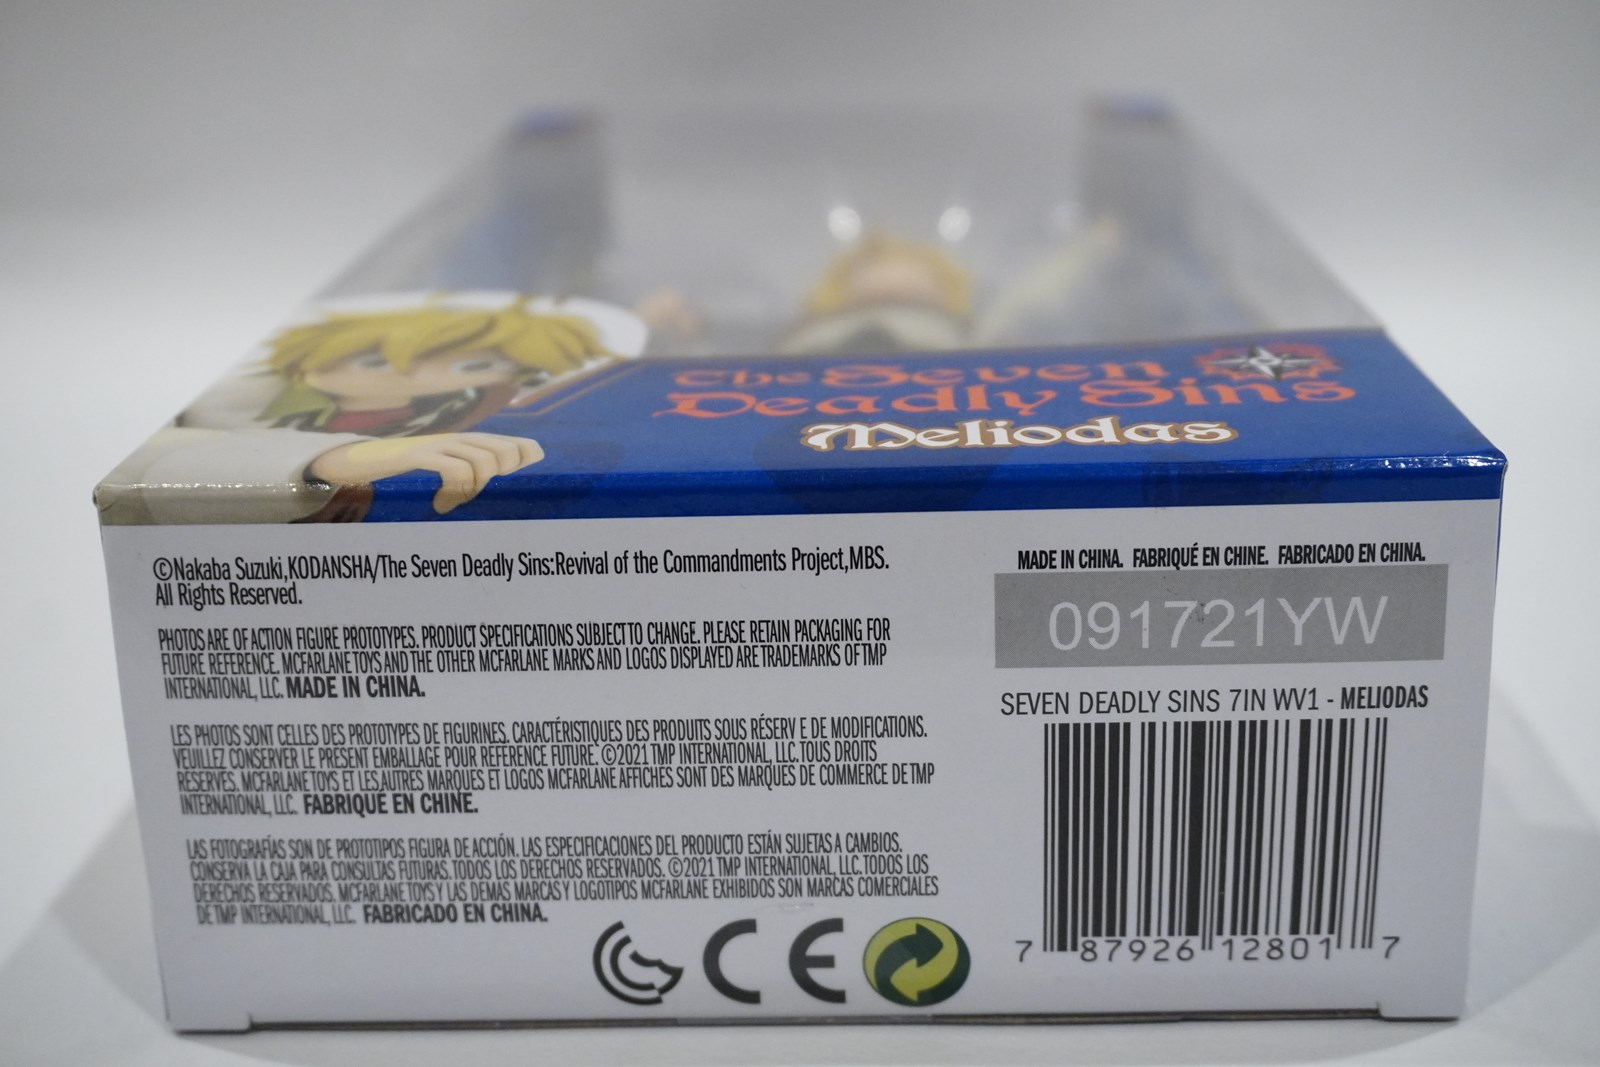 The Seven
Deadly Sins
Meliodas
©Nakaba Suzuki,KODANSHA/The Seven Deadly Sins:Revival of the Commandments Project,MBS.
All Rights Reserved.
PHOTOS ARE OF ACTION FIGURE PROTOTYPES. PRODUCT SPECIFICATIONS SUBJECT TO CHANGE. PLEASE RETAIN PACKAGING FOR
FUTURE REFERENCE. MCFARLANE TOYS AND THE OTHER MCFARLANE MARKS AND LOGOS DISPLAYED ARE TRADEMARKS OF TMP
INTERNATIONAL, LLC. MADE IN CHINA.
LES PHOTOS SONT CELLES DES PROTOTYPES DE FIGURINES. CARACTÉRISTIQUES DES PRODUITS SOUS RÉSERV E DE MODIFICATIONS.
VEUILLEZ CONSERVER LE PRÉSENT EMBALLAGE POUR RÉFÉRENCE FUTURE. ©2021 TMP INTERNATIONAL, LLC. TOUS DROITS
RÉSERVÉS. MCFARLANE TOYS ET LES AUTRES MARQUES ET LOGOS MCFARLANE AFFICHÉS SONT DES MARQUES DE COMMERCE DE TMP
INTERNATIONAL, LLC. FABRIQUÉ EN CHINE.
LAS FOTOGRAFÍAS SON DE PROTOTIPOS FIGURA DE ACCIÓN. LAS ESPECIFICACIONES DEL PRODUCTO ESTÁN SUJETAS A CAMBIOS.
CONSERVA LA CAJA PARA CONSULTAS FUTURAS. TODOS LOS DERECHOS RESERVADOS. ©2021 TMP INTERNATIONAL, LLC. TODOS LOS
DERECHOS RESERVADOS. MCFARLANE TOYS Y LAS DEMAS MARCAS Y LOGOTIPOS MCFARLANE EXHIBIDOS SON MARCAS COMERCIALES
DE TMP INTERNATIONAL, LLC. FABRICADO EN CHINA.
CE
MADE IN CHINA. FABRIQUÉ EN CHINE. FABRICADO EN CHINA.
091721YW
SEVEN DEADLY SINS 7IN WV1 - MELIODAS
7 87926 12801 7